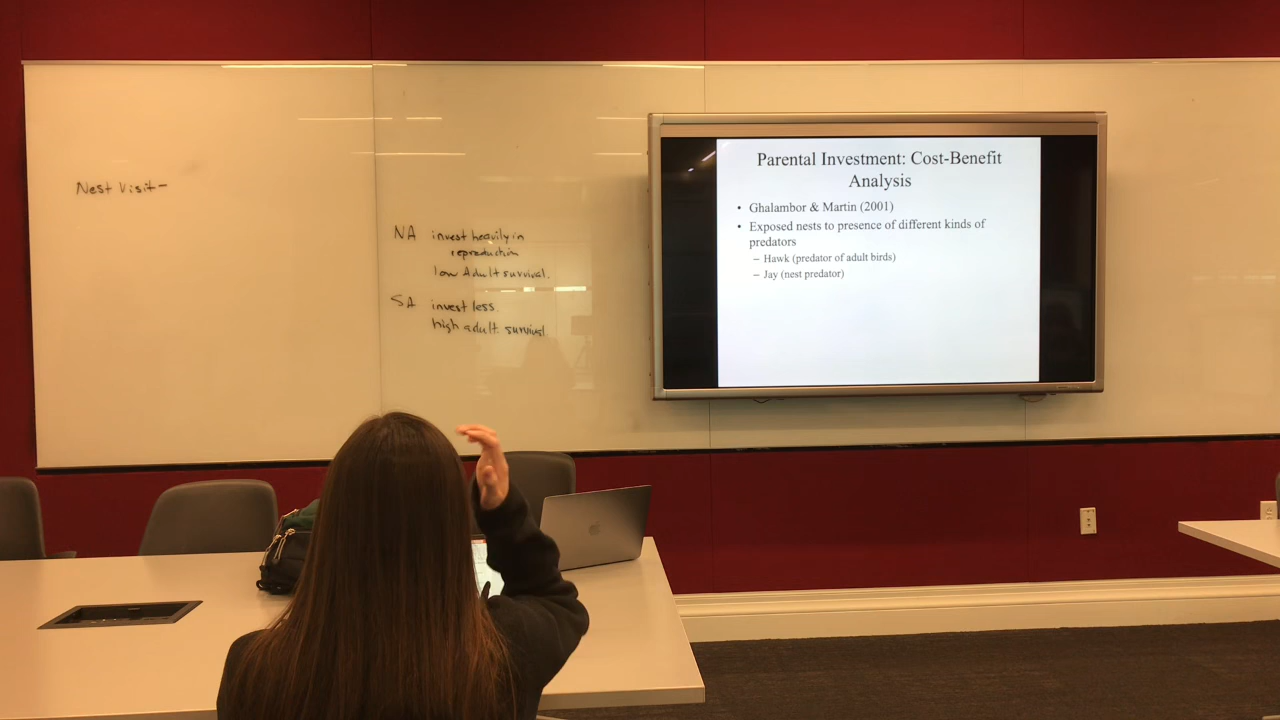 Nest Visit-
NA invest heavily in
reproduction
low Adult survival.
SA invest less.
high adult survival
Parental Investment: Cost-Benefit
Analysis
• Ghalambor & Martin (2001)
• Exposed nests to presence of different kinds of
predators
– Hawk (predator of adult birds)
– Jay (nest predator)